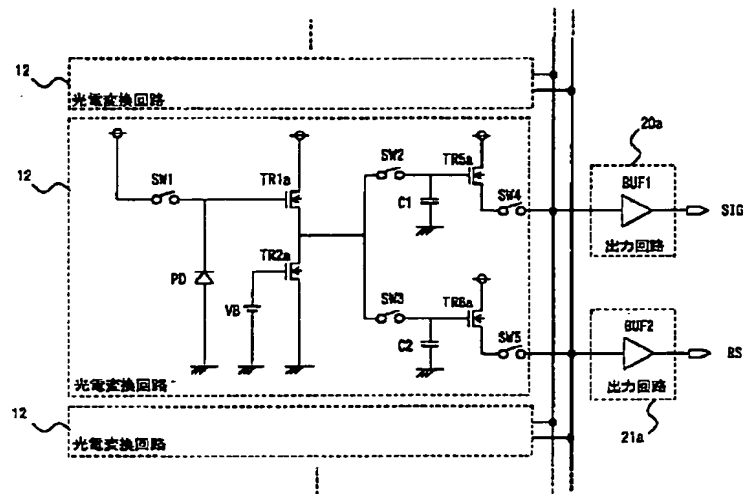 12
光電変換回路
12
SW1
TR1a
TR2a
PD
VB
SW2
C1
TR5a
SW4
SW3
C2
TR6a
SW5
光電変換回路
20a
BUF1
出力回路
SIG
BUF2
出力回路
RS
21a
12
光電変換回路